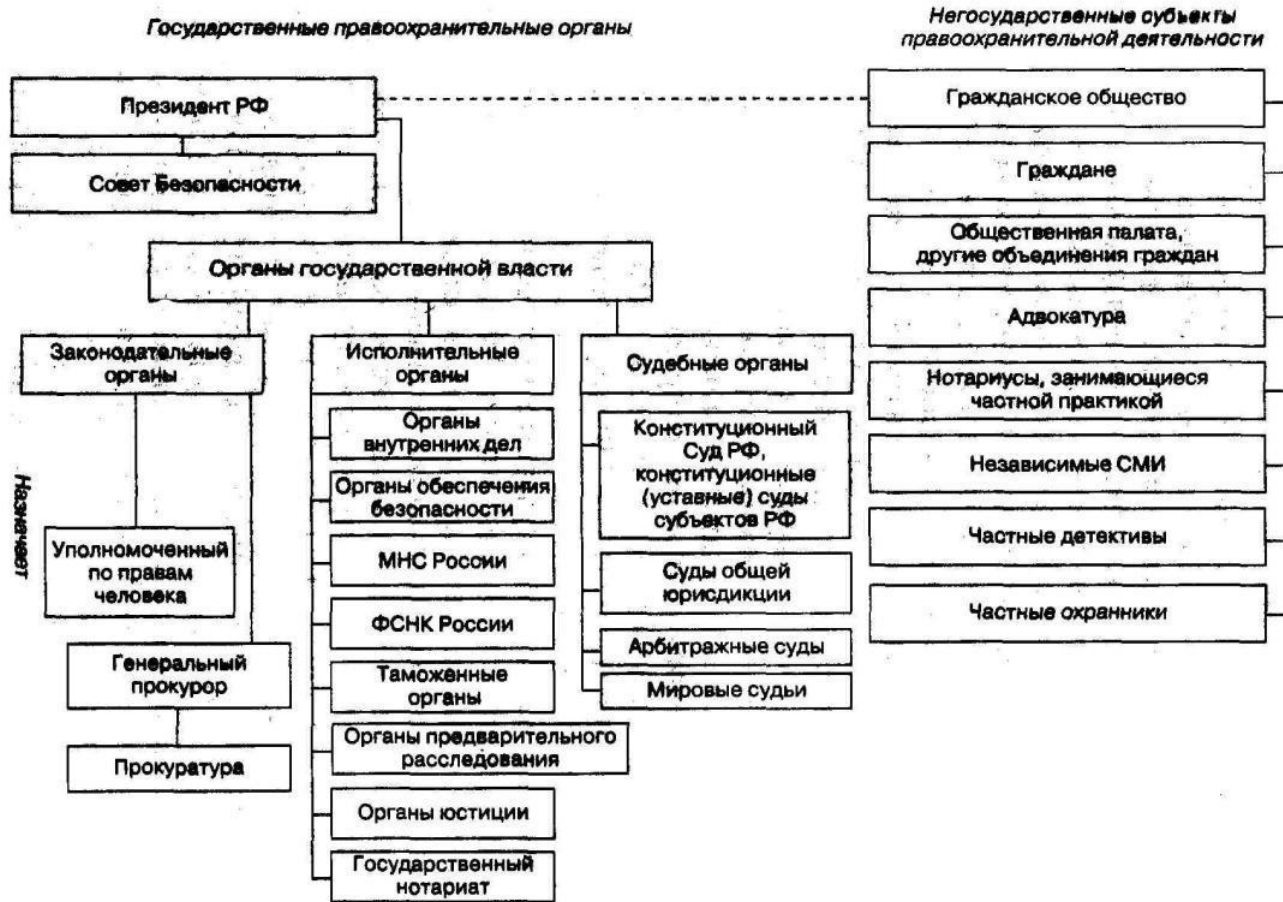 Государственные правоохранительные органы
Негосударственные субъекты
правоохранительной деятельности
Президент РФ
Совет Безопасности
Органы государственной власти
Законодательные
органы
Назначает
Уполномоченный
по правам
человека
Генеральный
прокурор
Прокуратура
Исполнительные
органы
Органы
внутренних дел
Органы обеспечения
безопасности
МНС России
ФСНК России
Таможенные
органы
Органы предварительного
расследования
Органы юстиции
Государственный
нотариат
Судебные органы
Конституционный
Суд РФ,
конституционные
(уставные) суды
субъектов РФ
Суды общей
юрисдикции
Арбитражные суды
Мировые судьи
Гражданское общество
Граждане
Общественная палата,
другие объединения граждан
Адвокатура
Нотариусы, занимающиеся
частной практикой
Независимые СМИ
Частные детективы
Частные охранники